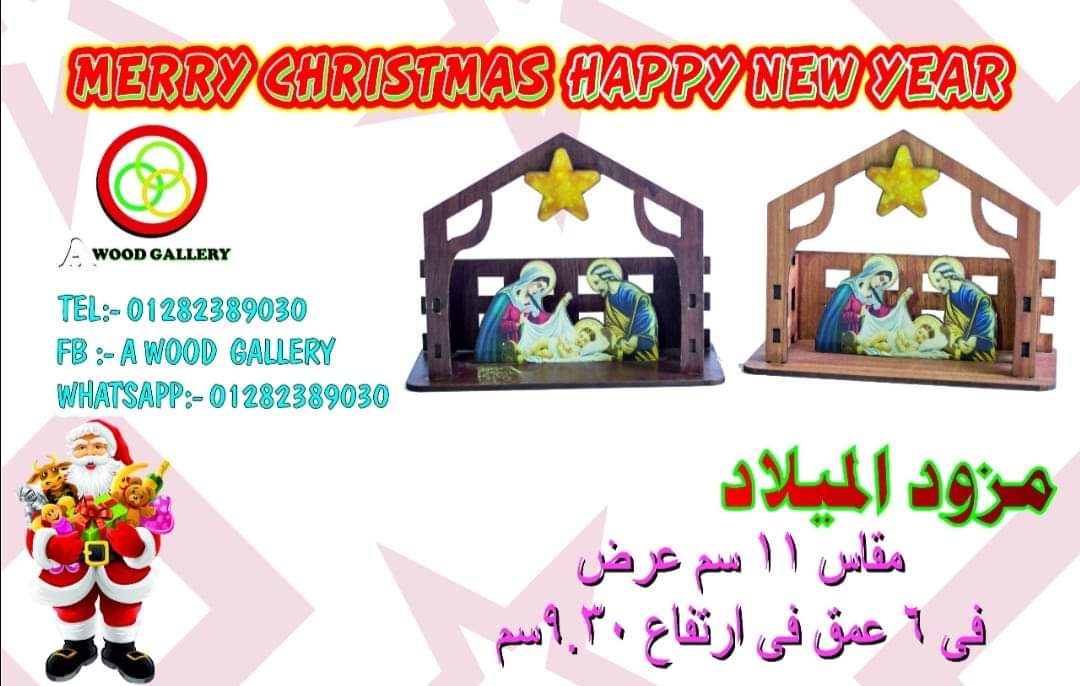 MERRY CHRISTMAS HAPPY NEW YEAR
A WOOD GALLERY
TEL:- 01282389030
FB :- A WOOD GALLERY
WHATSAPP:- 01282389030
مزود الميلاد
مقاس ١١ سم عرض
فى ٦ عمق فى ارتفاع ٩.٣٠سم